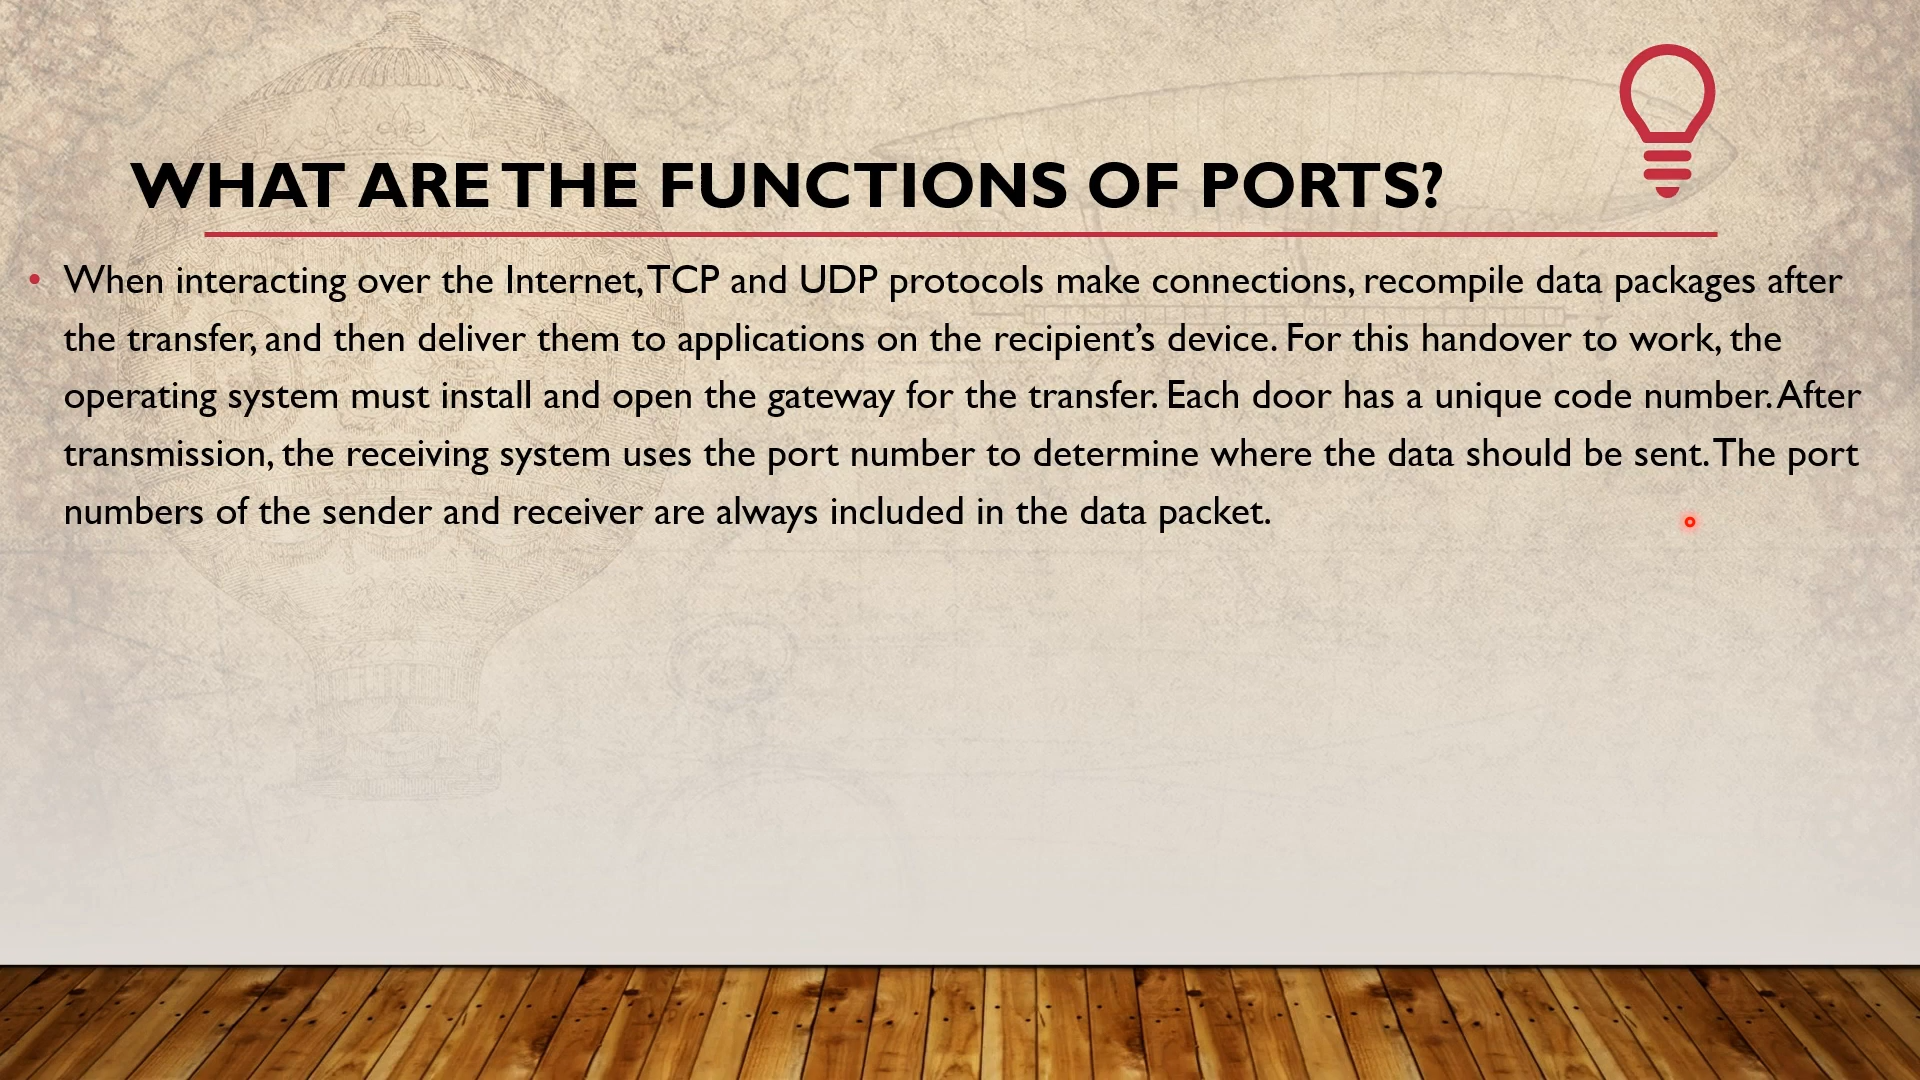 WHAT ARE THE FUNCTIONS OF PORTS?
• When interacting over the Internet, TCP and UDP protocols make connections, recompile data packages after
the transfer, and then deliver them to applications on the recipient’s device. For this handover to work, the
operating system must install and open the gateway for the transfer. Each door has a unique code number. After
transmission, the receiving system uses the port number to determine where the data should be sent. The port
numbers of the sender and receiver are always included in the data packet.